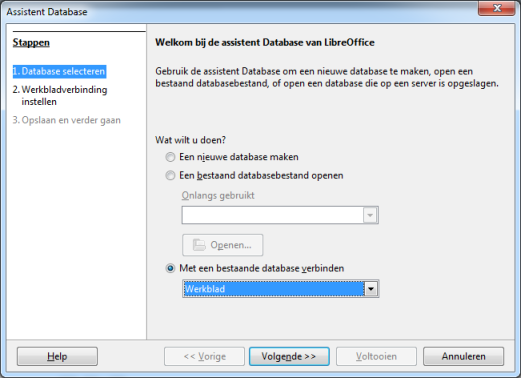 Assistent Database
Stappen
1. Database selecteren
2. Werkbladverbinding
instellen
3. Opslaan en verder gaan
Welkom bij de assistent Database van LibreOffice
Gebruik de assistent Database om een nieuwe database te maken, open een
bestaand databasebestand, of open een database die op een server is opgeslagen.
Wat wilt u doen?
Een nieuwe database maken
Een bestaand databasebestand openen
Onlangs gebruikt
Openen...
Met een bestaande database verbinden
Werkblad
Help
<< Vorige
Volgende >>
Voltooien
Annuleren